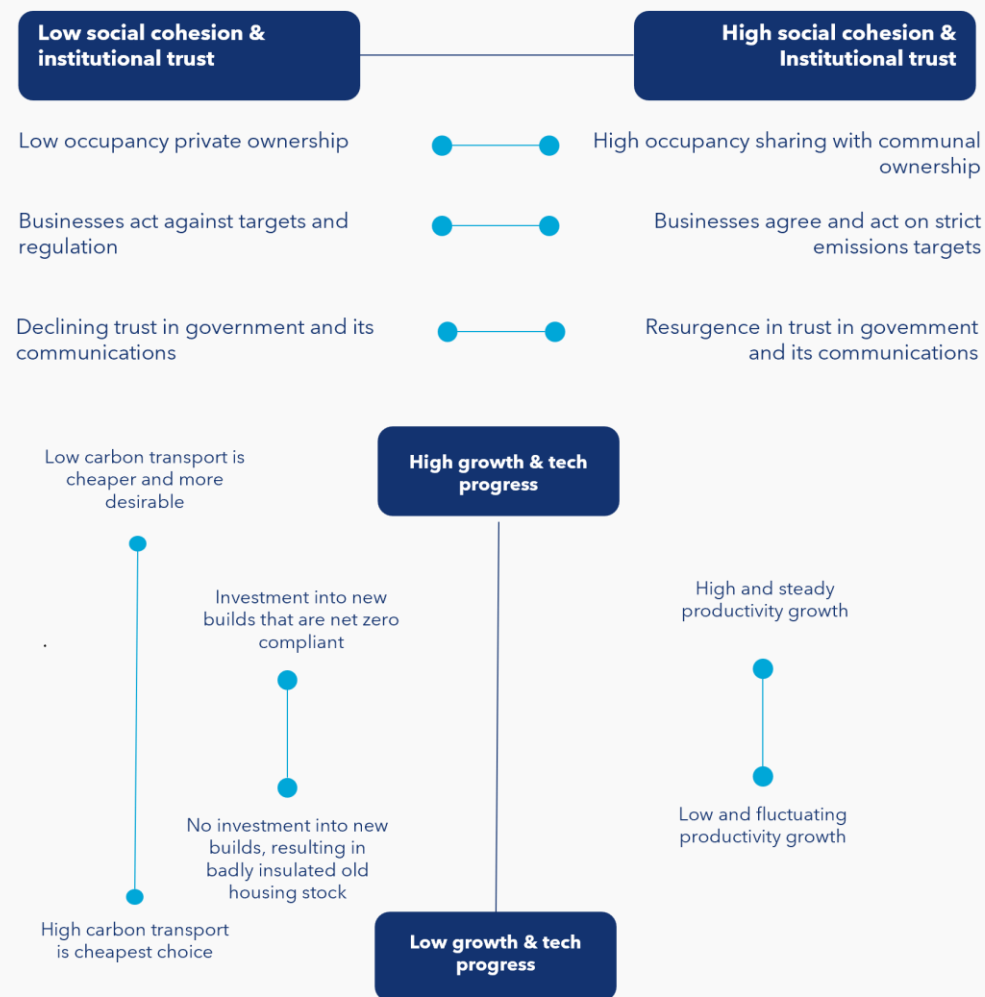 Low social cohesion &
institutional trust
High social cohesion &
Institutional trust
Low occupancy private ownership
High occupancy sharing with communal
ownership
Businesses act against targets and
regulation
Businesses agree and act on strict
emissions targets
Declining trust in government and its
communications
Resurgence in trust in government
and its communications
High growth & tech
progress
Low carbon transport is
cheaper and more
desirable
High carbon transport
is cheapest choice
Investment into new
builds that are net zero
compliant
No investment into new
builds, resulting in
badly insulated old
housing stock
High and steady
productivity growth
Low and fluctuating
productivity growth
Low growth & tech
progress